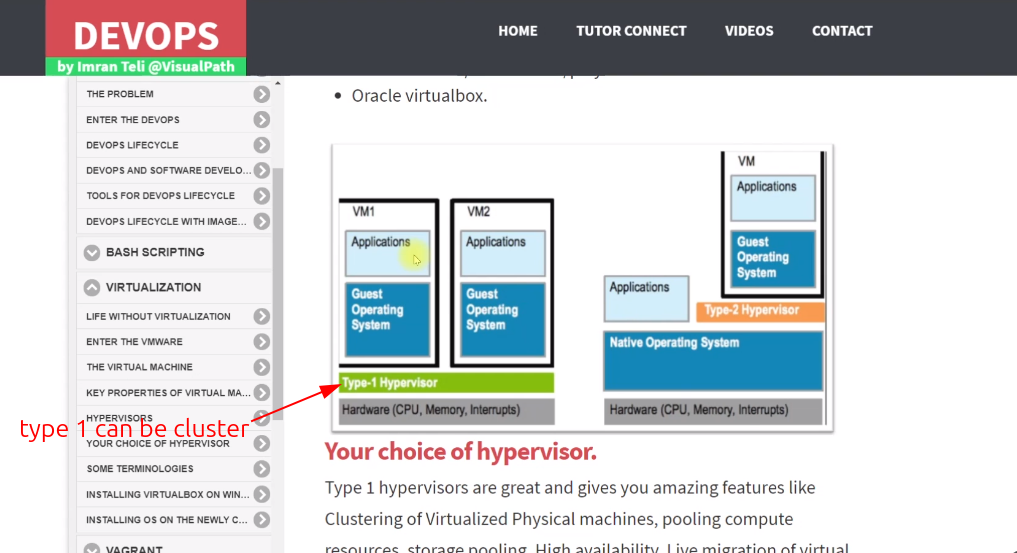 DEVOPS
by Imran Teli @VisualPath
HOME
TUTOR CONNECT
VIDEOS
CONTACT
THE PROBLEM
ENTER THE DEVOPS
DEVOPS LIFECYCLE
DEVOPS AND SOFTWARE DEVELO...
TOOLS FOR DEVOPS LIFECYCLE
DEVOPS LIFECYCLE WITH IMAGE...
BASH SCRIPTING
VIRTUALIZATION
LIFE WITHOUT VIRTUALIZATION
ENTER THE VMWARE
THE VIRTUAL MACHINE
KEY PROPERTIES OF VIRTUAL MA...
HYPERVISORS
type 1 can be cluster
YOUR CHOICE OF HYPERVISOR
SOME TERMINOLOGIES
INSTALLING VIRTUALBOX ON WIN...
INSTALLING OS ON THE NEWLY C...
VAGRANT
• Oracle virtualbox.
VM1
Applications
Guest
Operating
System
VM2
Applications
Guest
Operating
System
Type-1 Hypervisor
Hardware (CPU, Memory, Interrupts)
VM
Applications
Guest
Operating
System
Applications
Type-2 Hypervisor
Native Operating System
Hardware (CPU, Memory, Interrupts)
Your choice of hypervisor.
Type 1 hypervisors are great and gives you amazing features like
Clustering of Virtualized Physical machines, pooling compute
resources, storage pooling, High availability, Live migration of virtual